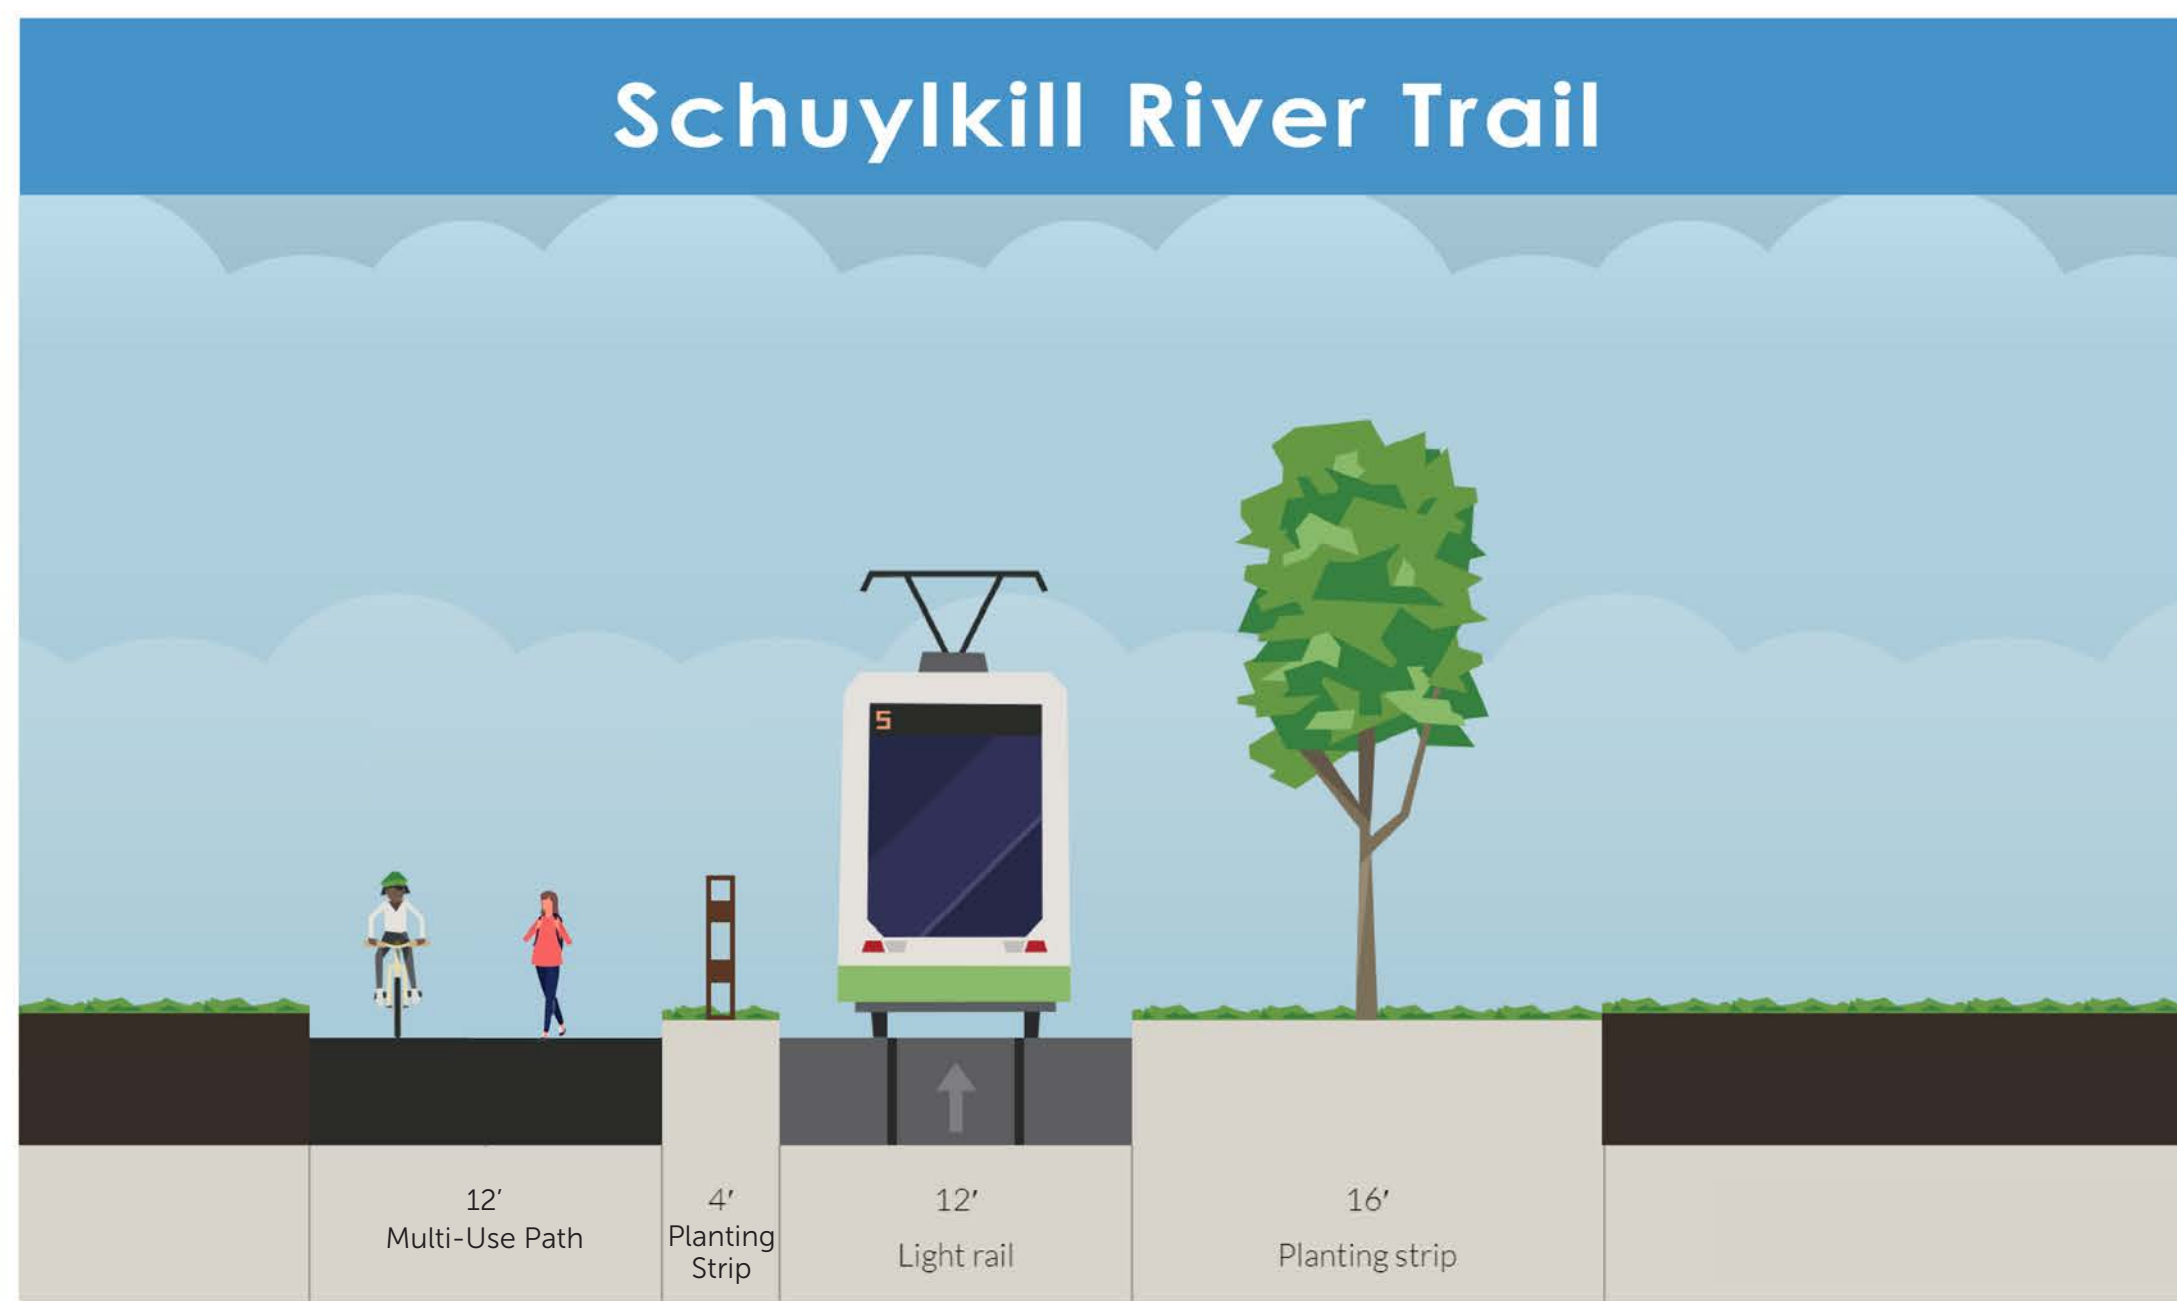 Schuylkill River Trail
5
12′
Multi-Use Path
4′
Planting
Strip
12′
Light rail
16′
Planting strip